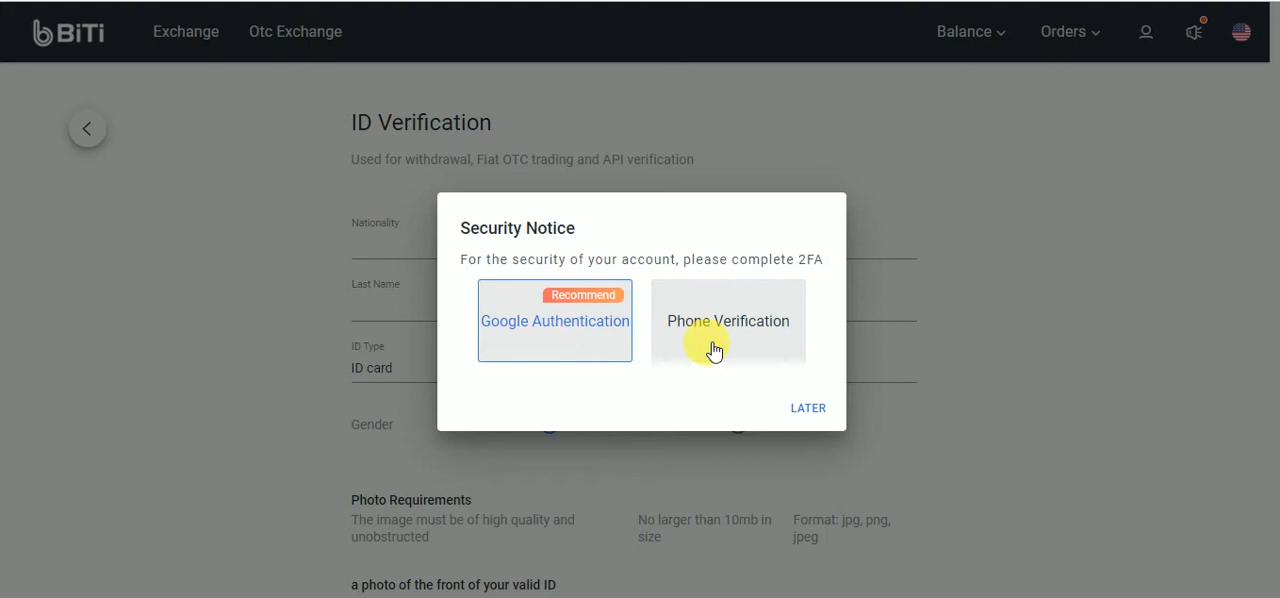 BiTi
Exchange
Otc Exchange
Balance
Orders
ID Verification
Used for withdrawal, Fiat OTC trading and API verification
Nationality
Last Name
ID Type
ID card
Gender
Security Notice
For the security of your account, please complete 2FA
Recommend
Google Authentication
Phone Verification
LATER
Photo Requirements
The image must be of high quality and
unobstructed
No larger than 10mb in
size
Format: jpg, png,
jpeg
a photo of the front of your valid ID